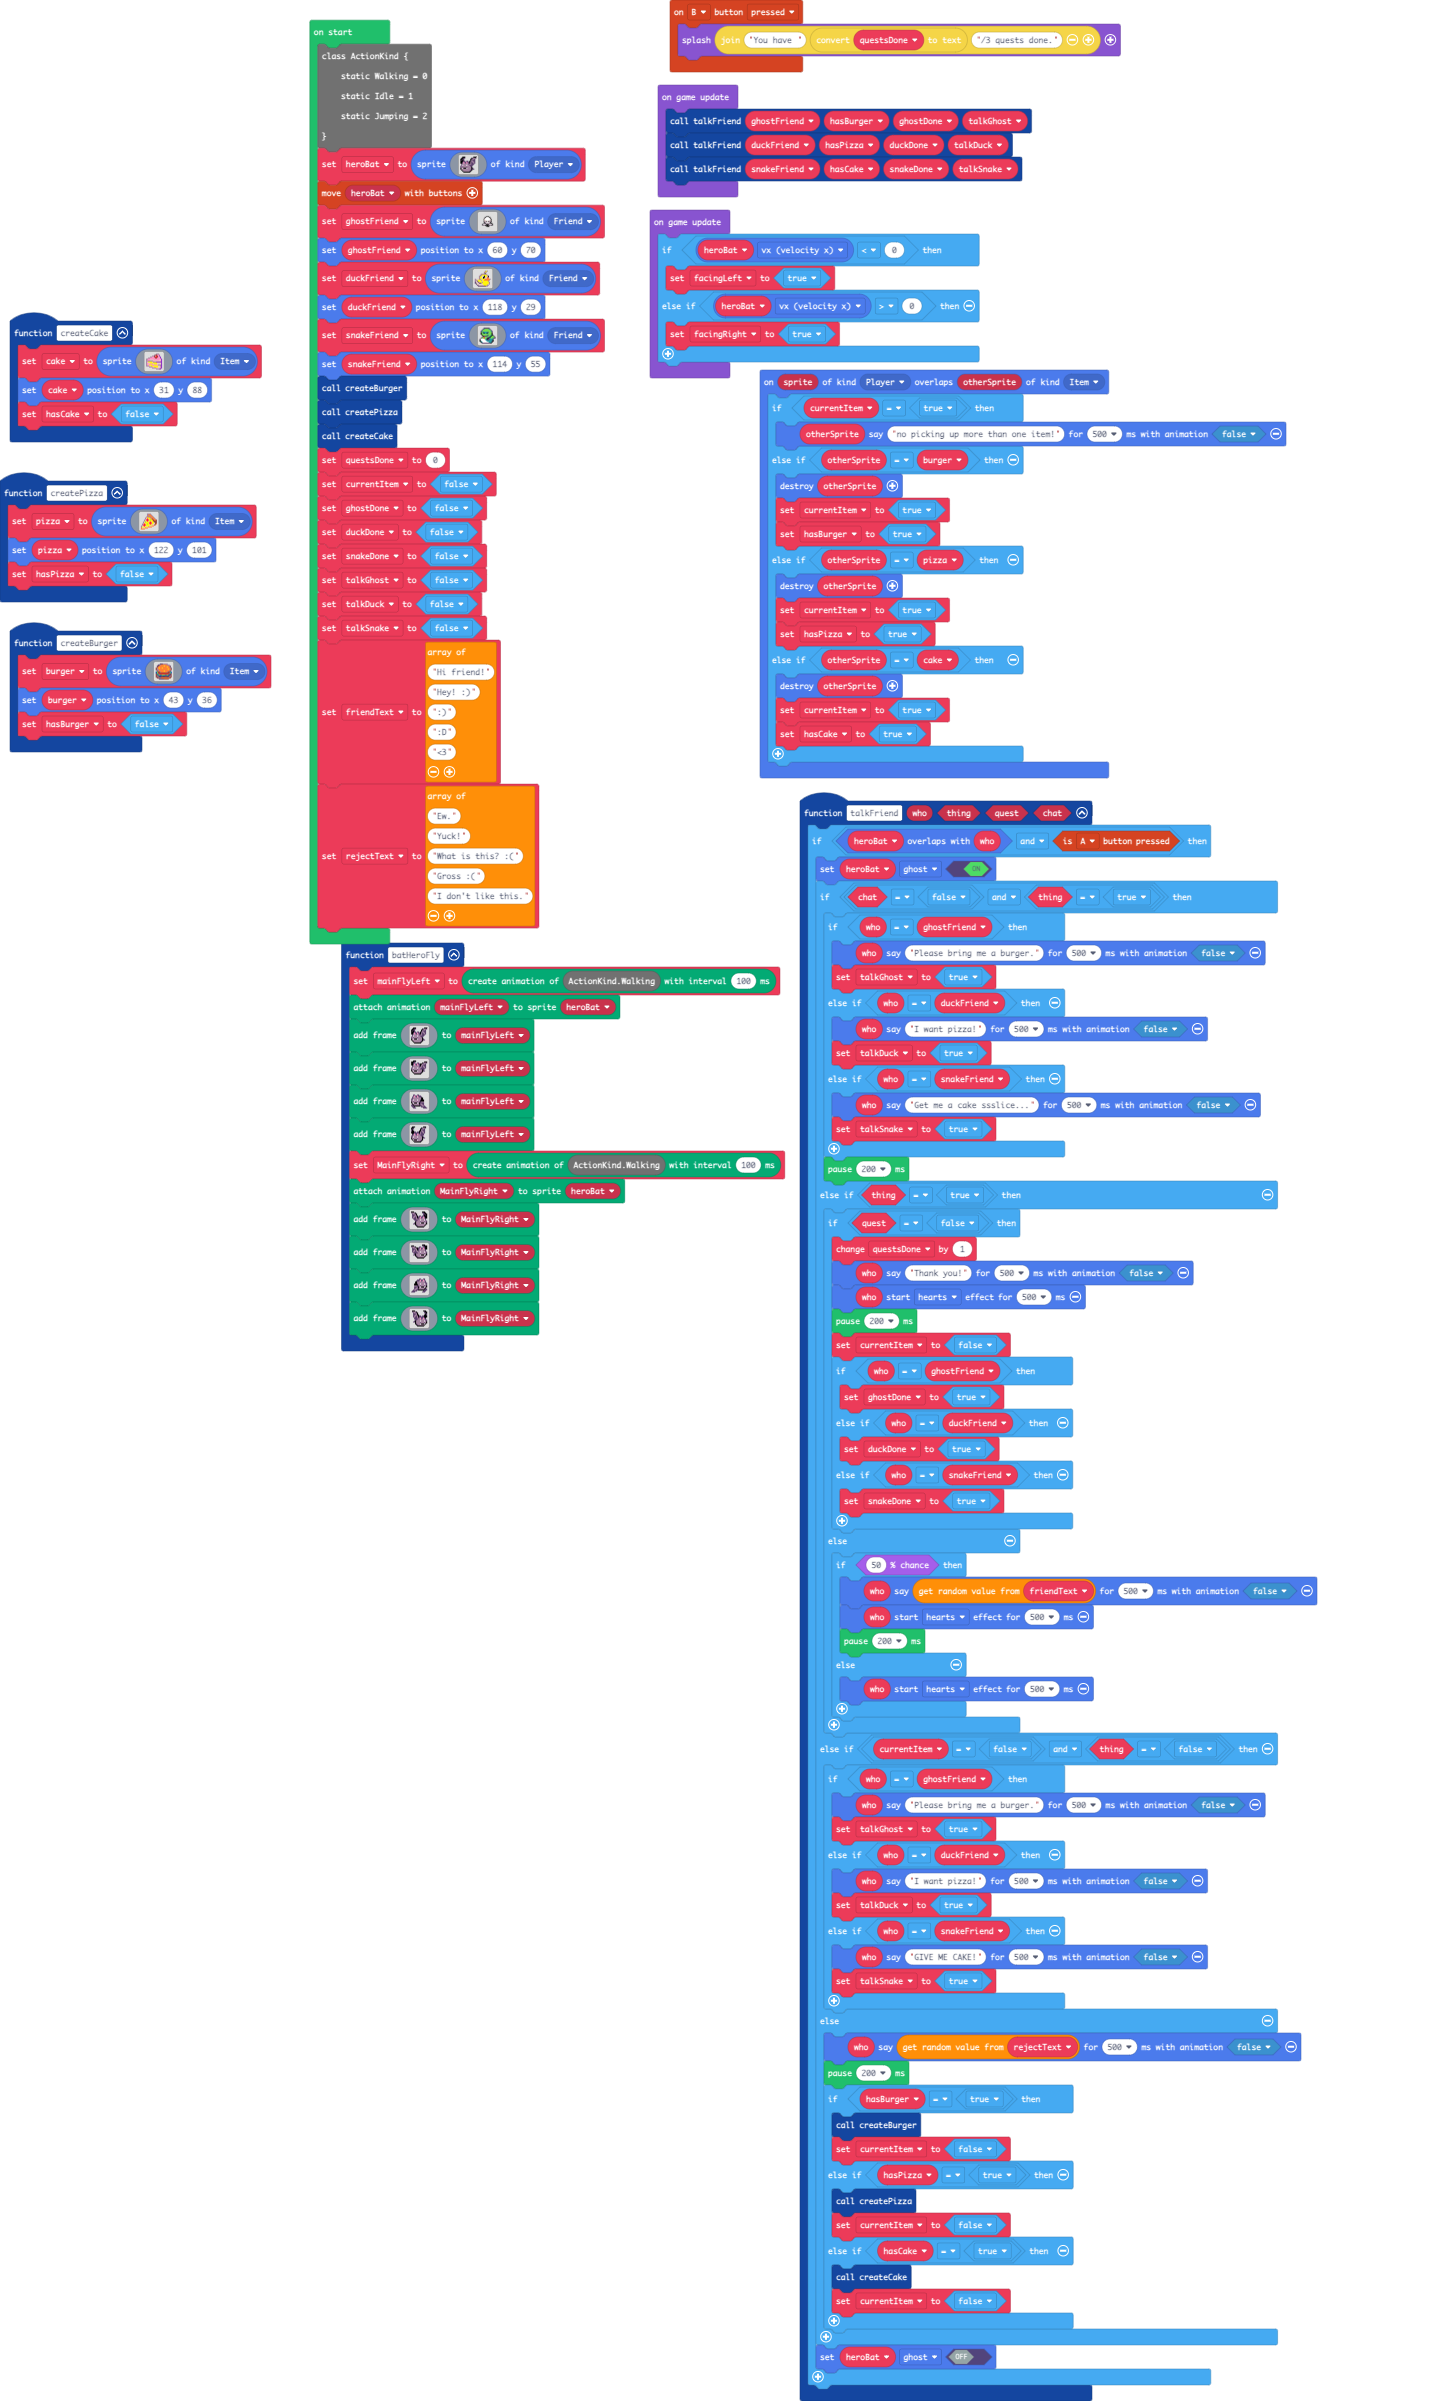 function createCake
set cake to sprite of kind Item
set cake position to x 31 y 88
set hasCake to false
function createPizza
set pizza to sprite of kind Item
set pizza position to x 122 y 101
set hasPizza to false
function createBurger
set burger to sprite of kind Item
set burger position to x 43 y 36
set hasBurger to false
on start
class ActionKind {
static Walking = 0
static Idle = 1
static Jumping = 2
}
set heroBat to sprite of kind Player
move heroBat with buttons
set ghostFriend to sprite of kind Friend
set ghostFriend position to x 60 y 70
set duckFriend to sprite of kind Friend
set duckFriend position to x 118 y 29
set snakeFriend to sprite of kind Friend
set snakeFriend position to x 114 y 55
call createBurger
call createPizza
call createCake
set questsDone to 0
set currentItem to false
set ghostDone to false
set duckDone to false
set snakeDone to false
set talkGhost to false
set talkDuck to false
set talkSnake to false
set friendText to array of
"Hi friend!"
"Hey! :)"
":)"
":D"
"<3"
set rejectText to array of
"Ew."
"Yuck!"
"What is this? :("
"Gross :("
"I don't like this."
function batHeroFly
set mainFlyLeft to create animation of ActionKind.Walking with interval 100 ms
attach animation mainFlyLeft to sprite heroBat
add frame to mainFlyLeft
add frame to mainFlyLeft
add frame to mainFlyLeft
add frame to mainFlyLeft
set MainFlyRight to create animation of ActionKind.Walking with interval 100 ms
attach animation MainFlyRight to sprite heroBat
add frame to MainFlyRight
add frame to MainFlyRight
add frame to MainFlyRight
add frame to MainFlyRight
on B button pressed
splash join "You have " convert questsDone to text "/3 quests done."
on game update
call talkFriend ghostFriend hasBurger ghostDone talkGhost
call talkFriend duckFriend hasPizza duckDone talkDuck
call talkFriend snakeFriend hasCake snakeDone talkSnake
on game update
if heroBat vx (velocity x) < 0 then
set facingLeft to true
else if heroBat vx (velocity x) > 0 then
set facingRight to true
on sprite of kind Player overlaps otherSprite of kind Item
if currentItem = true then
otherSprite say "no picking up more than one item!" for 500 ms with animation false
else if otherSprite = burger then
destroy otherSprite
set currentItem to true
set hasBurger to true
else if otherSprite = pizza then
destroy otherSprite
set currentItem to true
set hasPizza to true
else if otherSprite = cake then
destroy otherSprite
set currentItem to true
set hasCake to true
function talkFriend who thing quest chat
if heroBat overlaps with who and is A button pressed then
set heroBat ghost ON
if chat = false and thing = true then
if who = ghostFriend then
who say "Please bring me a burger." for 500 ms with animation false
set talkGhost to true
else if who = duckFriend then
who say "I want pizza!" for 500 ms with animation false
set talkDuck to true
else if who = snakeFriend then
who say "Get me a cake ssslice..." for 500 ms with animation false
set talkSnake to true
pause 200 ms
else if thing = true then
if quest = false then
change questsDone by 1
who say "Thank you!" for 500 ms with animation false
who start hearts effect for 500 ms
pause 200 ms
set currentItem to false
if who = ghostFriend then
set ghostDone to true
else if who = duckFriend then
set duckDone to true
else if who = snakeFriend then
set snakeDone to true
else
if 50 % chance then
who say get random value from friendText for 500 ms with animation false
who start hearts effect for 500 ms
pause 200 ms
else
who start hearts effect for 500 ms
else if currentItem = false and thing = false then
if who = ghostFriend then
who say "Please bring me a burger." for 500 ms with animation false
set talkGhost to true
else if who = duckFriend then
who say "I want pizza!" for 500 ms with animation false
set talkDuck to true
else if who = snakeFriend then
who say "GIVE ME CAKE!" for 500 ms with animation false
set talkSnake to true
else
who say get random value from rejectText for 500 ms with animation false
pause 200 ms
if hasBurger = true then
call createBurger
set currentItem to false
else if hasPizza = true then
call createPizza
set currentItem to false
else if hasCake = true then
call createCake
set currentItem to false
set heroBat ghost OFF